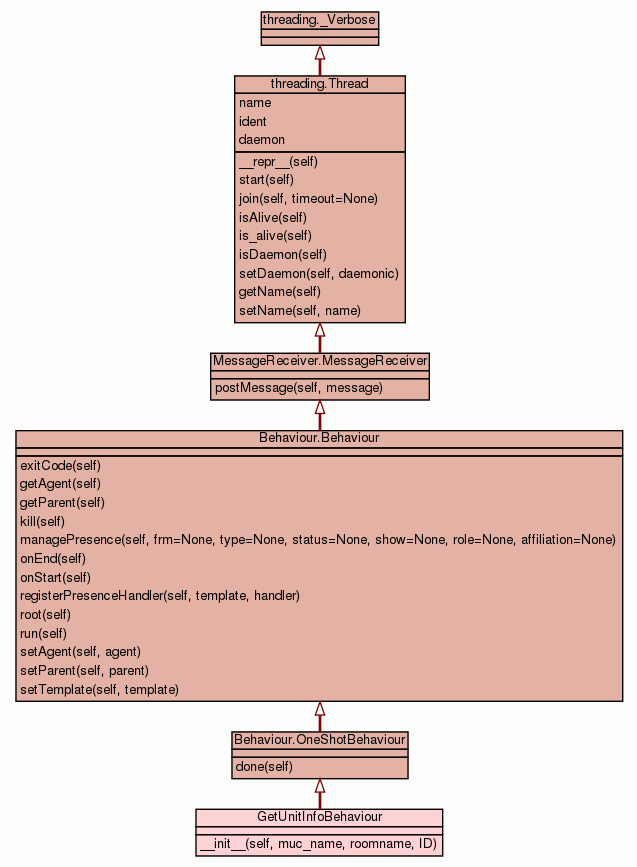 threading._Verbose
threading.Thread
name
ident
daemon
__repr__(self)
start(self)
join(self, timeout=None)
isAlive(self)
is_alive(self)
isDaemon(self)
setDaemon(self, daemonic)
getName(self)
setName(self, name)
MessageReceiver.MessageReceiver
postMessage(self, message)
Behaviour.Behaviour
exitCode(self)
getAgent(self)
getParent(self)
kill(self)
managePresence(self, frm=None, type=None, status=None, show=None, role=None, affiliation=None)
onEnd(self)
onStart(self)
registerPresenceHandler(self, template, handler)
root(self)
run(self)
setAgent(self, agent)
setParent(self, parent)
setTemplate(self, template)
Behaviour.OneShotBehaviour
done(self)
GetUnitInfoBehaviour
__init__(self, muc_name, roomname, ID)